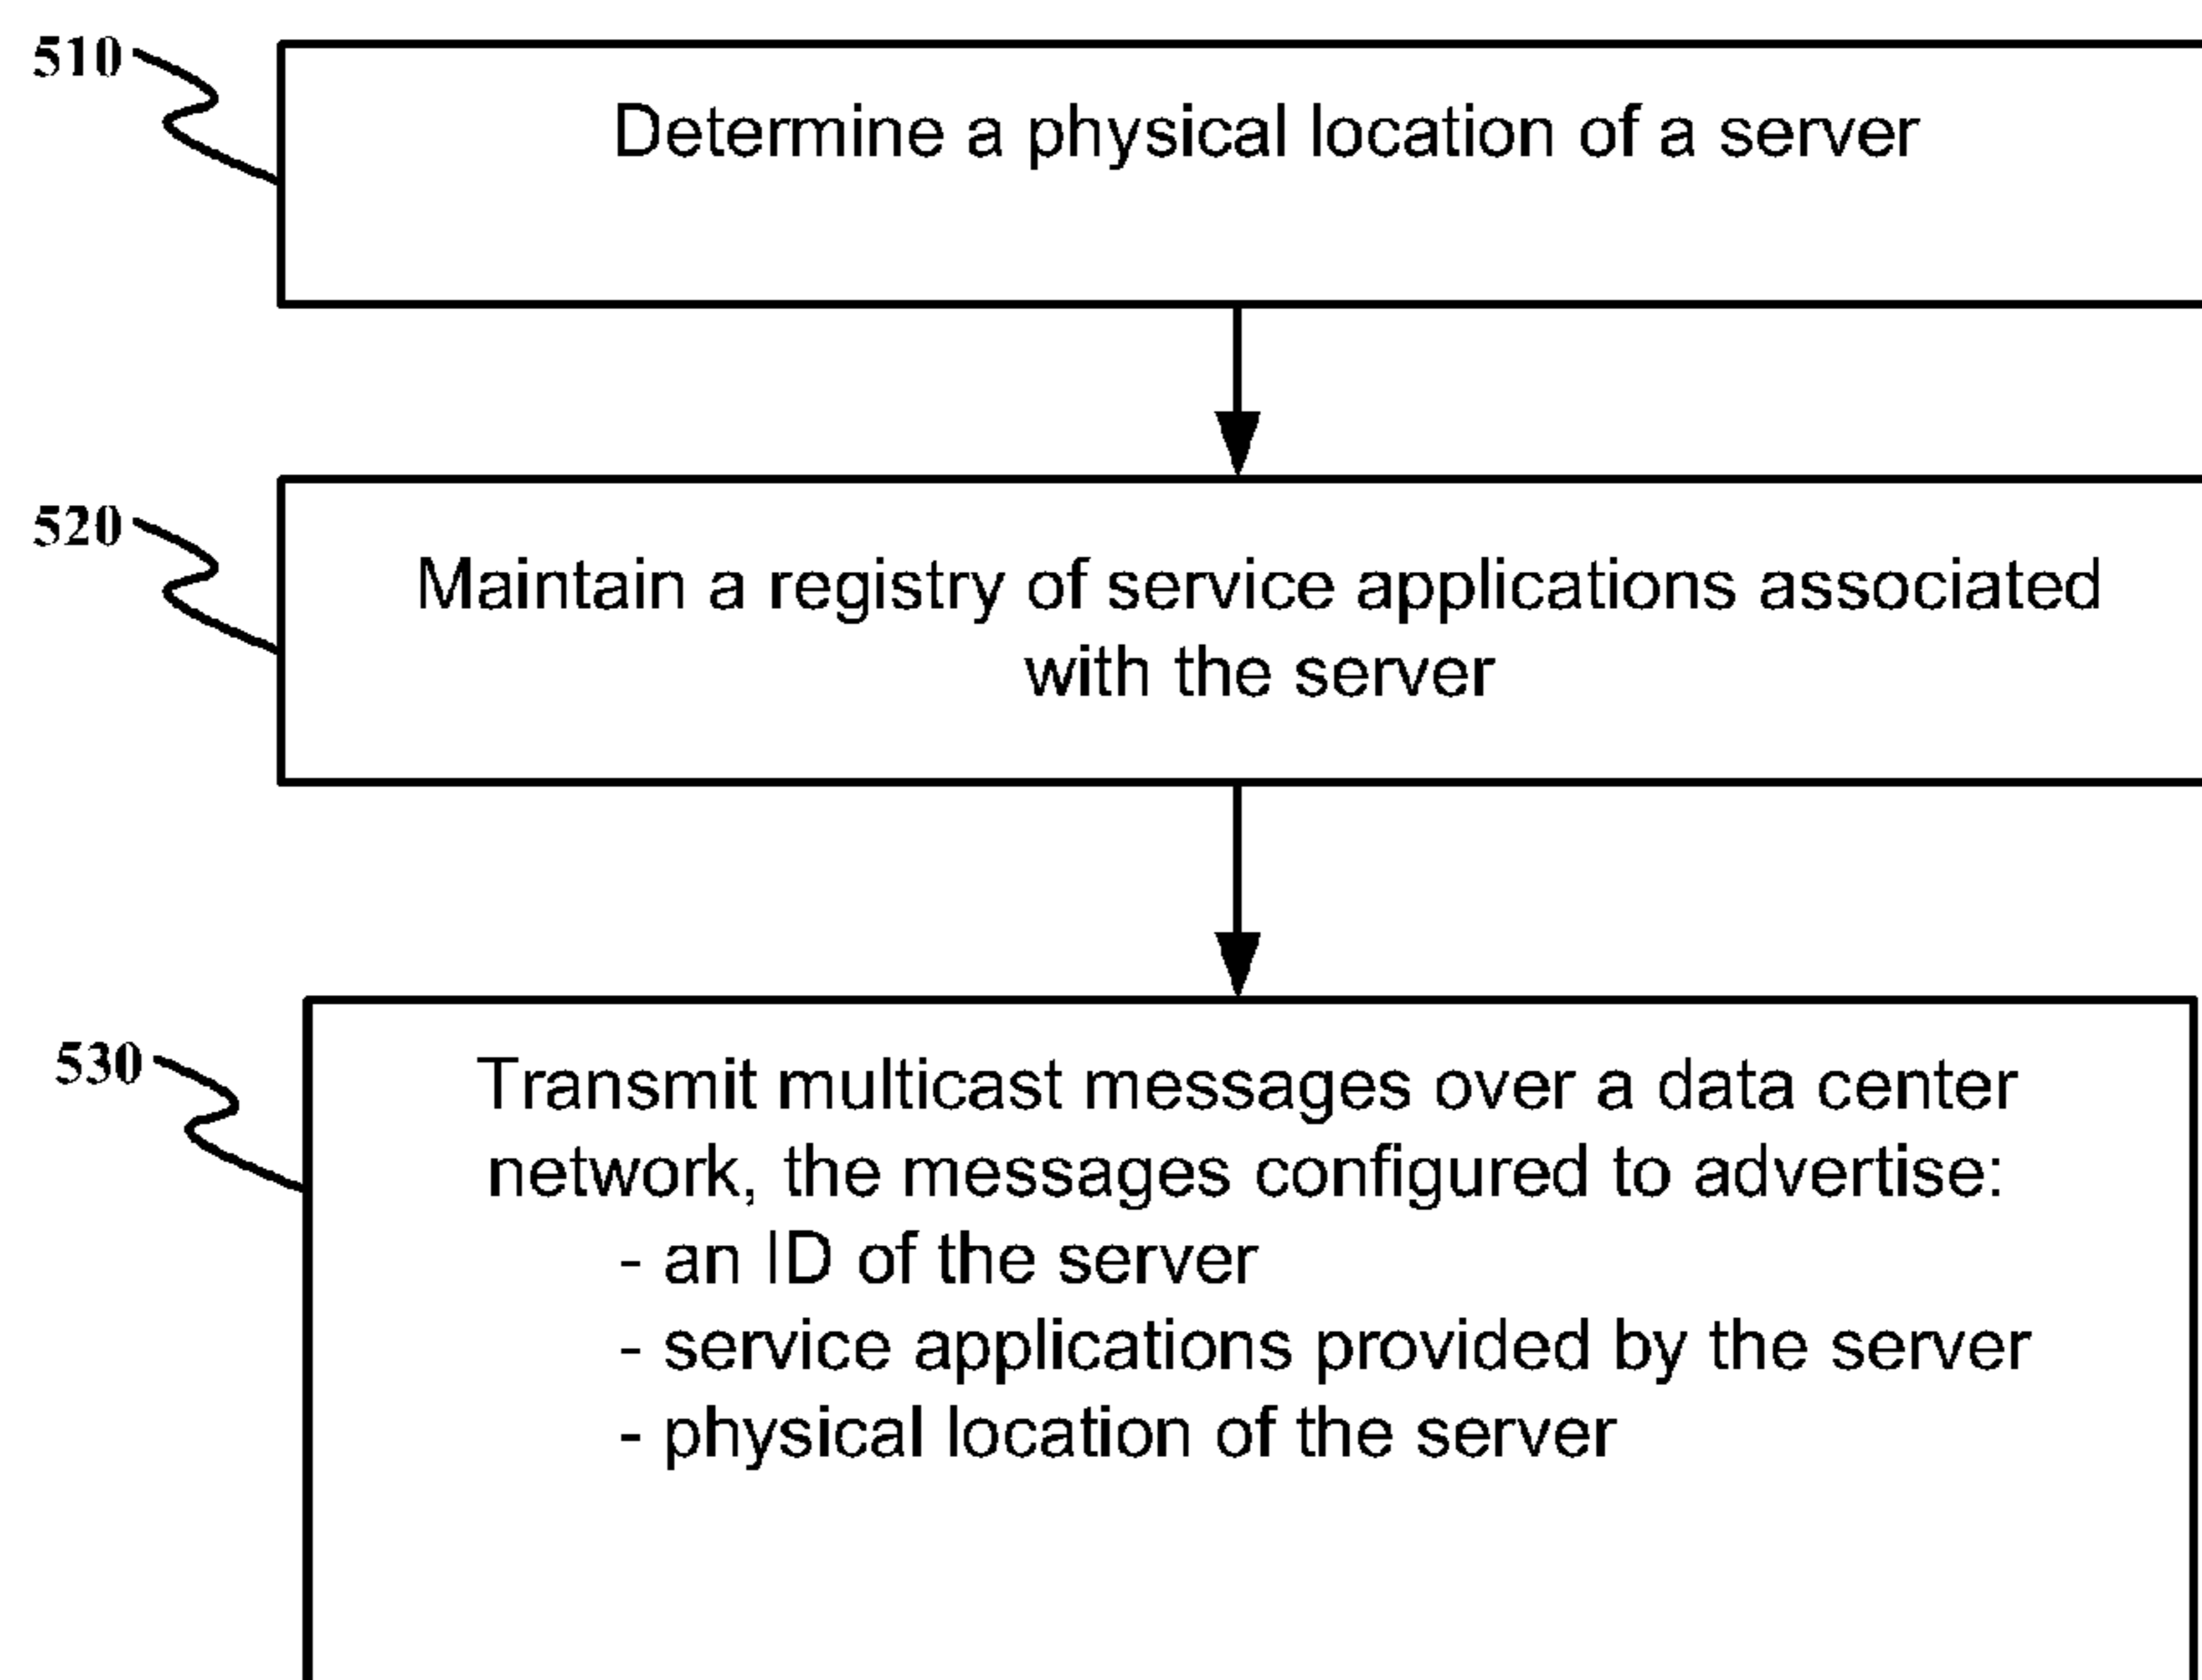 510
Determine a physical location of a server
520
Maintain a registry of service applications associated
with the server
530
Transmit multicast messages over a data center
network, the messages configured to advertise:
- an ID of the server
- service applications provided by the server
- physical location of the server